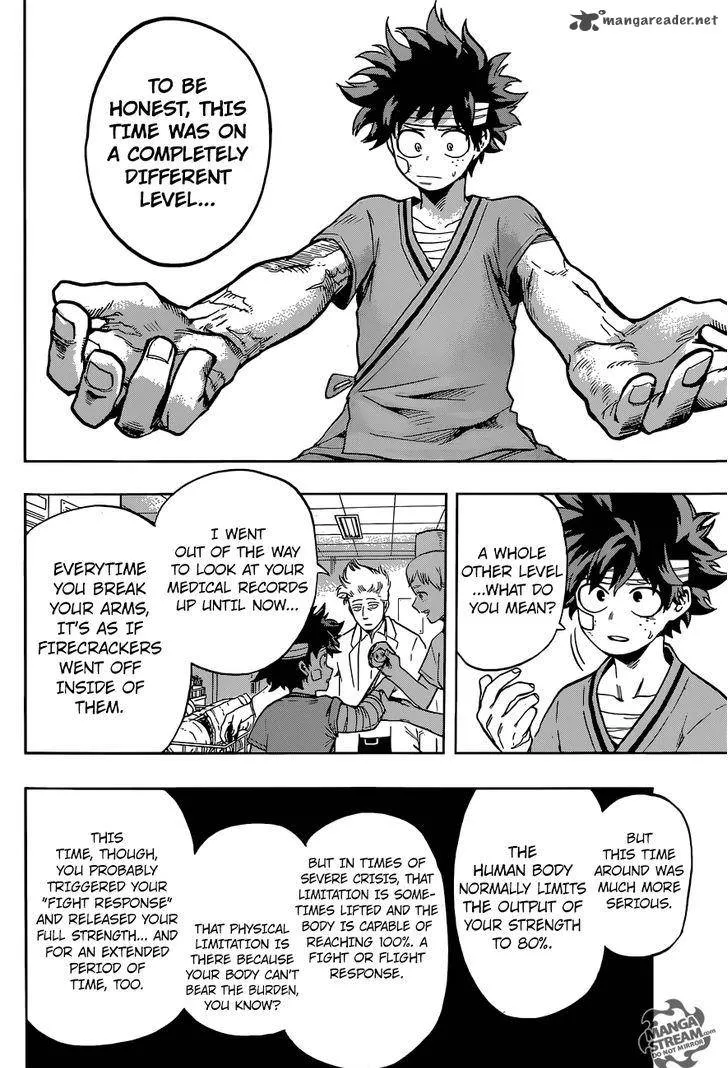 mangareader.net
TO BE
HONEST, THIS
TIME WAS ON
A COMPLETELY
DIFFERENT
LEVEL...
A WHOLE
OTHER LEVEL
...WHAT DO
YOU MEAN?
I WENT
OUT OF THE WAY
TO LOOK AT YOUR
MEDICAL RECORDS
UP UNTIL NOW...
EVERYTIME
YOU BREAK
YOUR ARMS,
IT'S AS IF
FIRECRACKERS
WENT OFF
INSIDE OF
THEM.
BUT
THIS TIME
AROUND WAS
MUCH MORE
SERIOUS.
THE
HUMAN BODY
NORMALLY LIMITS
THE OUTPUT OF
YOUR STRENGTH
TO 80%.
BUT IN TIMES OF
SEVERE CRISIS, THAT
LIMITATION IS SOME-
TIMES LIFTED AND THE
BODY IS CAPABLE OF
REACHING 100%. A
FIGHT OR FLIGHT
RESPONSE.
THAT PHYSICAL
LIMITATION IS
THERE BECAUSE
YOUR BODY CAN'T
BEAR THE BURDEN,
YOU KNOW?
THIS
TIME, THOUGH,
YOU PROBABLY
TRIGGERED YOUR
"FIGHT RESPONSE"
AND RELEASED YOUR
FULL STRENGTH... AND
FOR AN EXTENDED
PERIOD OF
TIME, TOO.
MANGA
STREAM.com
DO NOT MIRROR